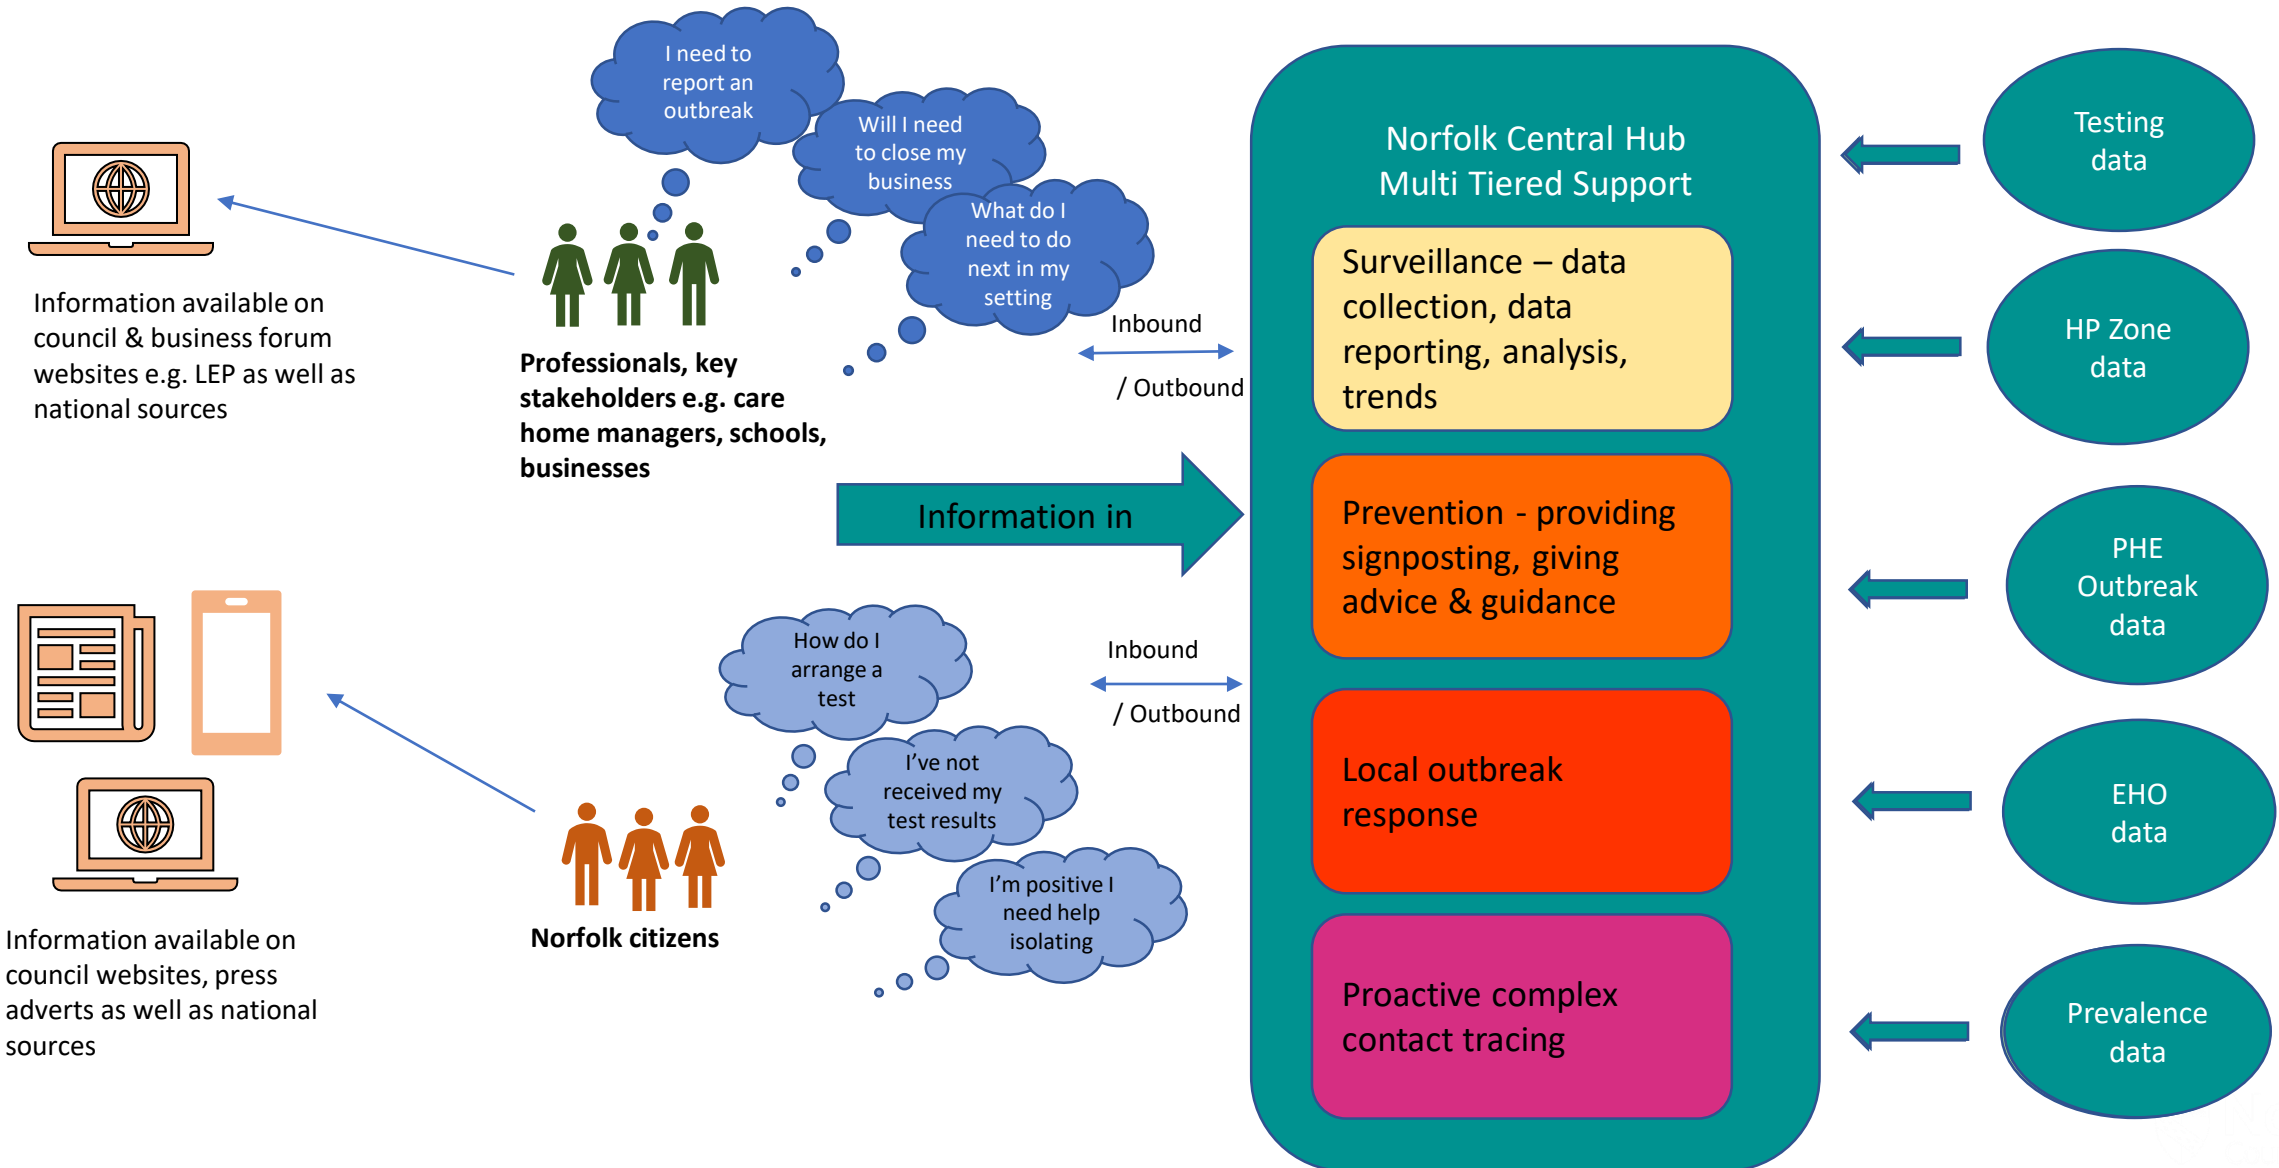 I need to
report an
outbreak
Will I need
to close my
business
What do I
need to do
next in my
setting
Information available on
council & business forum
websites e.g. LEP as well as
national sources
Professionals, key
stakeholders e.g. care
home managers, schools,
businesses
Inbound
/ Outbound
Information in
How do I
arrange a
test
I've not
received my
test results
I'm positive I
need help
isolating
Inbound
/ Outbound
Norfolk citizens
Information available on
council websites, press
adverts as well as national
sources
Norfolk Central Hub
Multi Tiered Support
Surveillance – data
collection, data
reporting, analysis,
trends
Prevention - providing
signposting, giving
advice & guidance
Local outbreak
response
Proactive complex
contact tracing
Testing
data
HP Zone
data
PHE
Outbreak
data
EHO
data
Prevalence
data